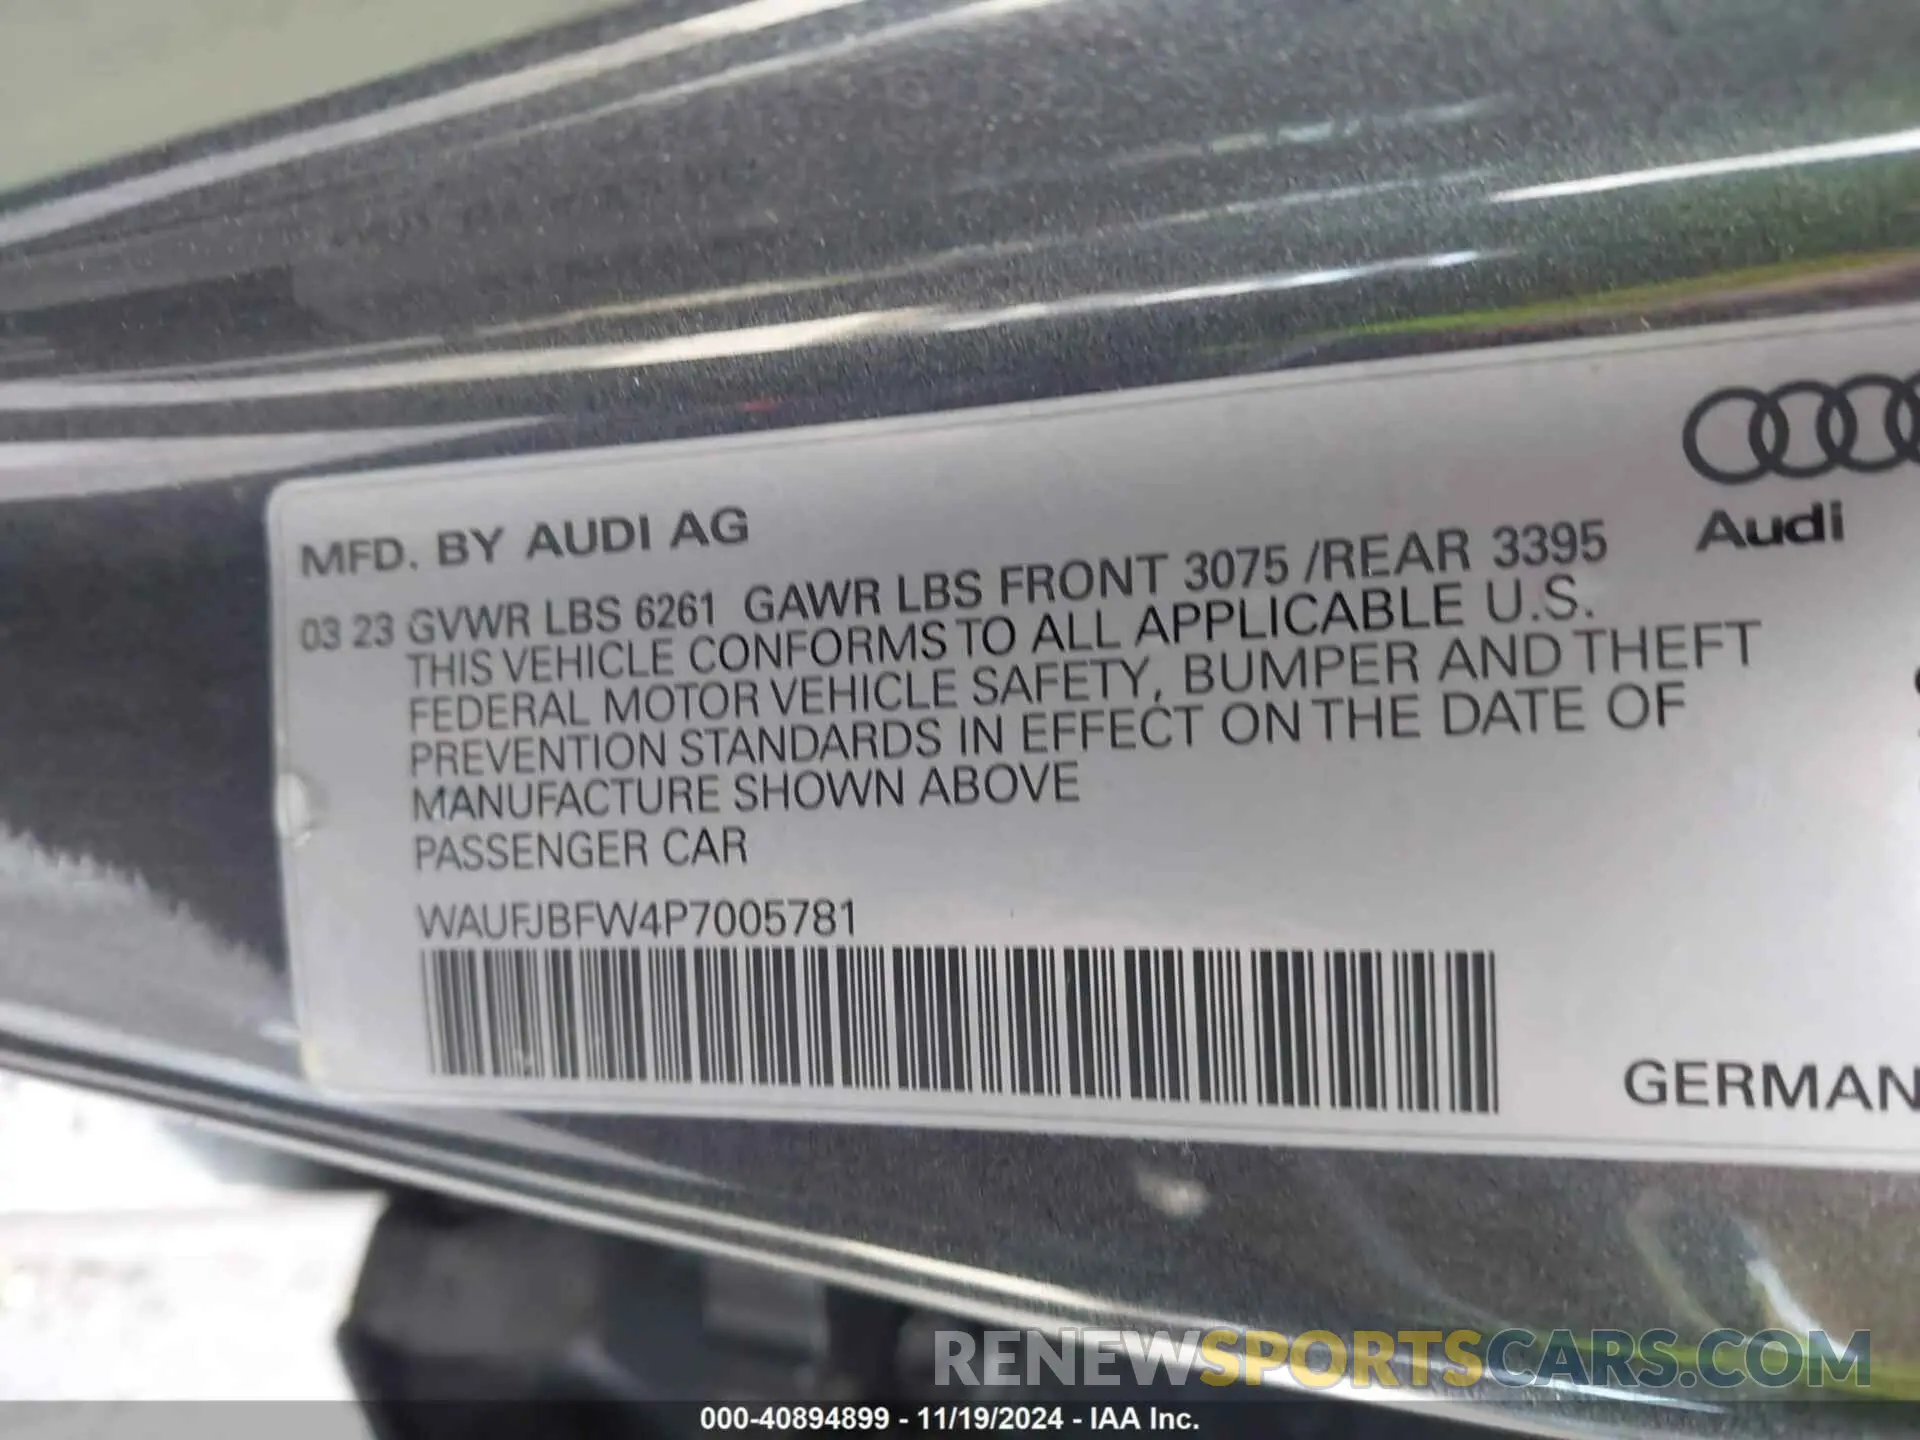 Audi
MFD. BY AUDI AG
03 23 GVWR LBS 6261 GAWR LBS FRONT 3075 /REAR 3395
THIS VEHICLE CONFORMS TO ALL APPLICABLE U.S.
FEDERAL MOTOR VEHICLE SAFETY, BUMPER AND THEFT
PREVENTION STANDARDS IN EFFECT ON THE DATE OF
MANUFACTURE SHOWN ABOVE
PASSENGER CAR
WAUFJBFW4P7005781
GERMAN
RENEWSPORTSCARS.COM
000-40894899 - 11/19/2024 - IAA Inc.